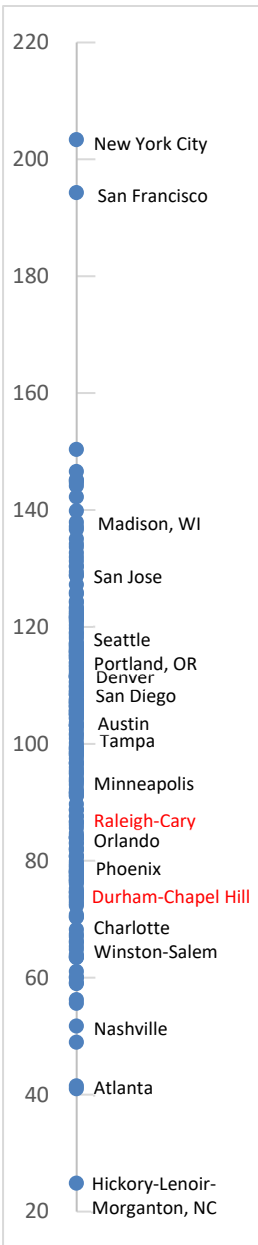 220
200
New York City
San Francisco
180
160
140
Madison, WI
San Jose
120
Seattle
Portland, OR
Denver
San Diego
Austin
100
Tampa
Minneapolis
Raleigh-Cary
Orlando
80
Phoenix
Durham-Chapel Hill
Charlotte
Winston-Salem
60
Nashville
40
Atlanta
Hickory-Lenoir-
20
Morganton, NC